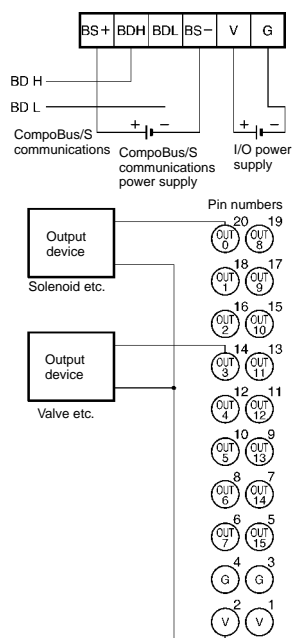 BS+ BDH BDL BS− V G
BD H
BD L
+ − + −
CompoBus/S
communications
CompoBus/S
communications
power supply
I/O power
supply
Pin numbers
20 19
OUT 0 OUT 8
Output
device
Solenoid etc.
18 17
OUT 1 OUT 9
16 15
OUT 2 OUT 10
14 13
OUT 3 OUT 11
Output
device
Valve etc.
12 11
OUT 4 OUT 12
10 9
OUT 5 OUT 13
8 7
OUT 6 OUT 14
6 5
OUT 7 OUT 15
4 3
G G
2 1
V V